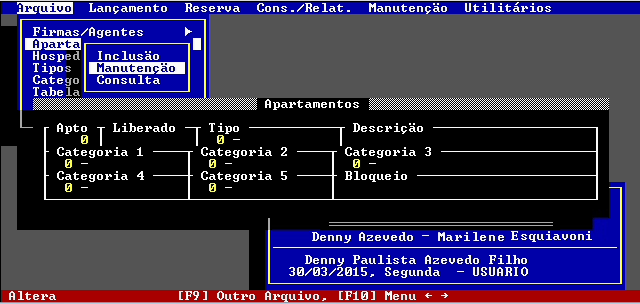 Arquivo Lançamento Reserva Cons./Relat. Manutenção Utilitários
Firmas/Agentes
Aparta
Hosped
Tipos
Catego
Tabela
Inclusão
Manutenção
Consulta
Apartamentos
Apto Liberado Tipo Descrição
0 0 -
Categoria 1 Categoria 2 Categoria 3
0 - 0 - 0 -
Categoria 4 Categoria 5 Bloqueio
0 - 0 -
Denny Azevedo - Marilene Esquiavoni
Denny Paulista Azevedo Filho
30/03/2015, Segunda - USUARIO
Altera [F9] Outro Arquivo, [F10] Menu ← →